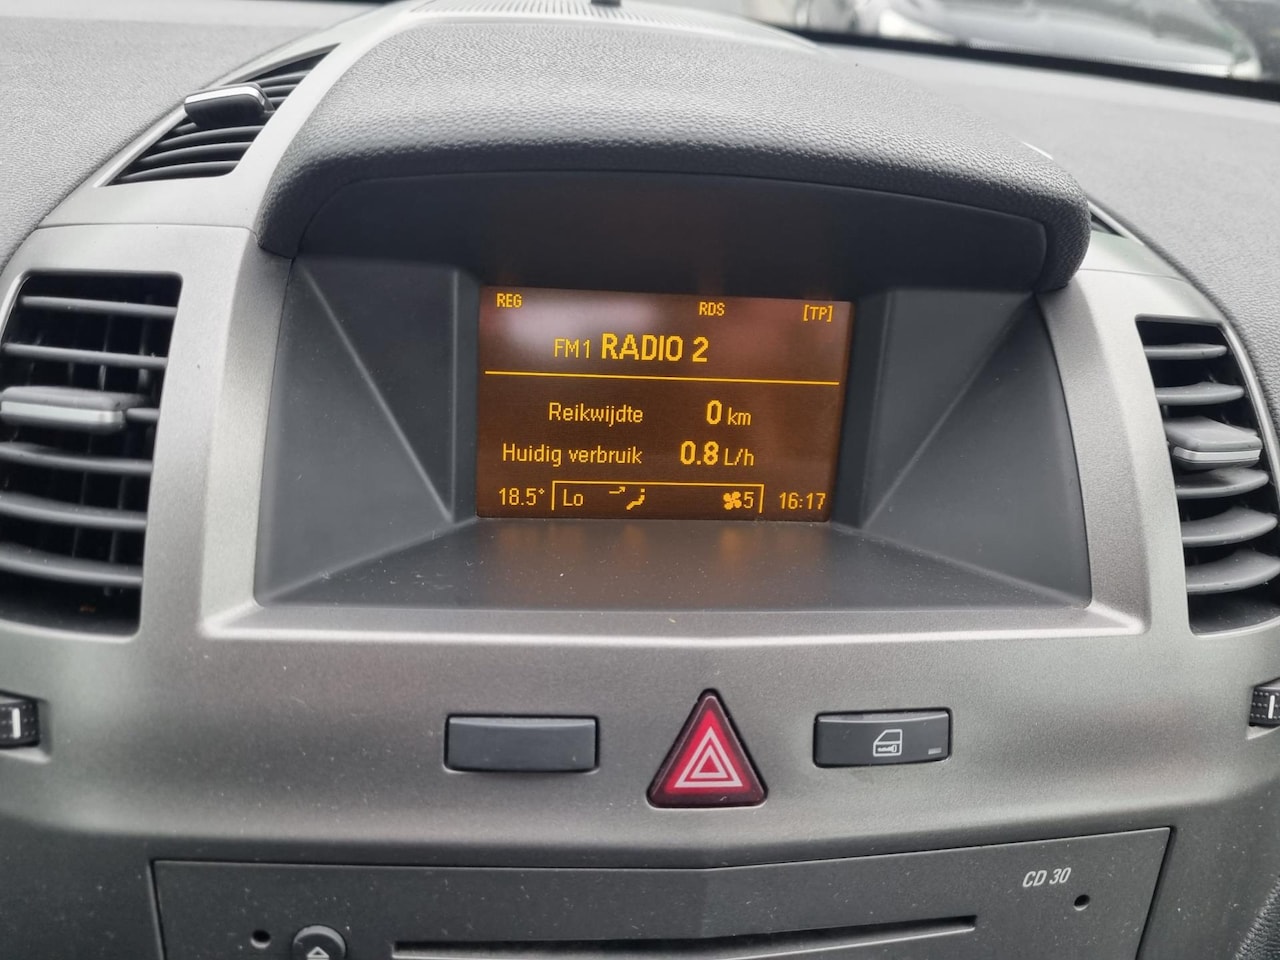 REG RDS [TP]
FM1 RADIO 2
Reikwijdte 0 km
Huidig verbruik 0.8 L/h
18.5° Lo 5 16:17
CD 30